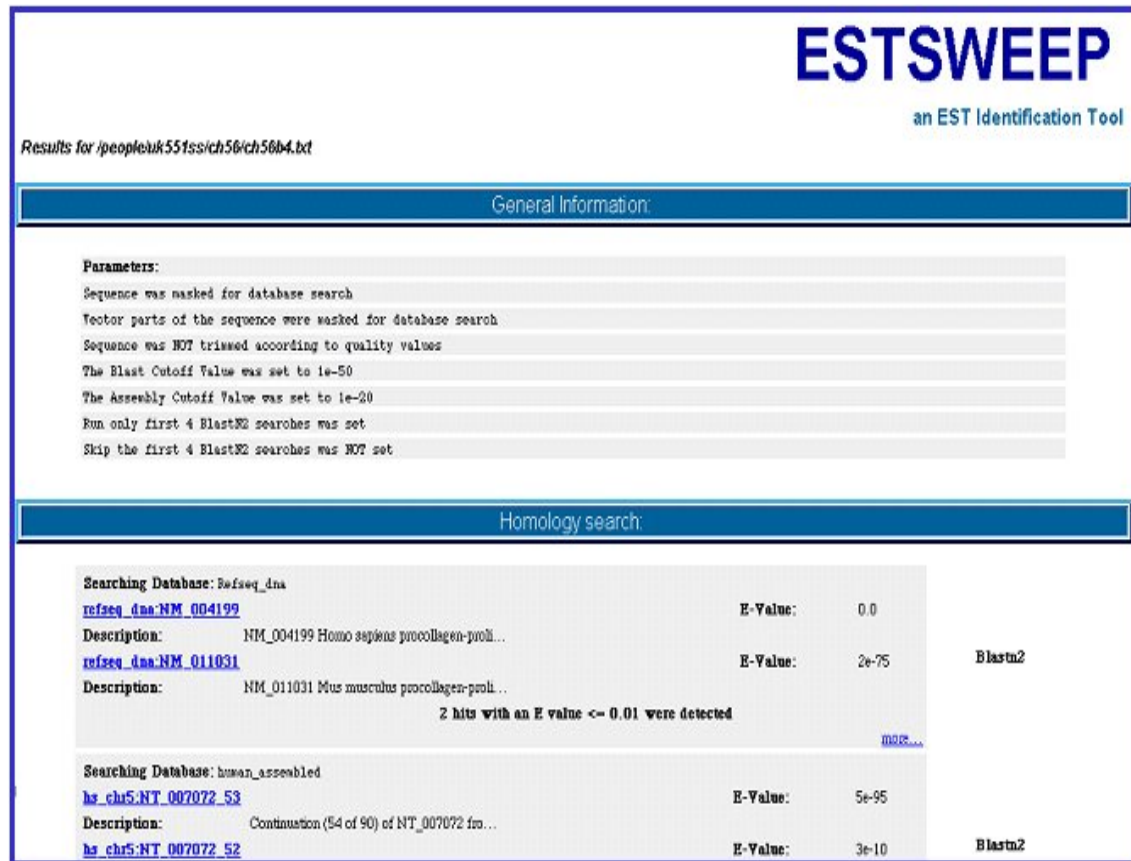 ESTSWEEP
an EST Identification Tool
Results for /people/uk551ss/ch56/ch56b4.txt
General Information:
Parameters:
Sequence was masked for database search
Vector parts of the sequence were masked for database search
Sequence was NOT trimmed according to quality values
The Blast Cutoff Value was set to 1e-50
The Assembly Cutoff Value was set to 1e-20
Run only first 4 BlastN2 searches was set
Skip the first 4 BlastN2 searches was NOT set
Homology search:
Searching Database: Refseq_dna
refseq_dna:NM_004199 E-Value: 0.0
Description: NM_004199 Homo sapiens procollagen-proli...
refseq_dna:NM_011031 E-Value: 2e-75 Blastn2
Description: NM_011031 Mus musculus procollagen-proli...
2 hits with an E value <= 0.01 were detected
more...
Searching Database: human_assembled
hs_chr5:NT_007072_53 E-Value: 5e-95
Description: Continuation (54 of 90) of NT_007072 fro...
hs_chr5:NT_007072_52 E-Value: 3e-10 Blastn2